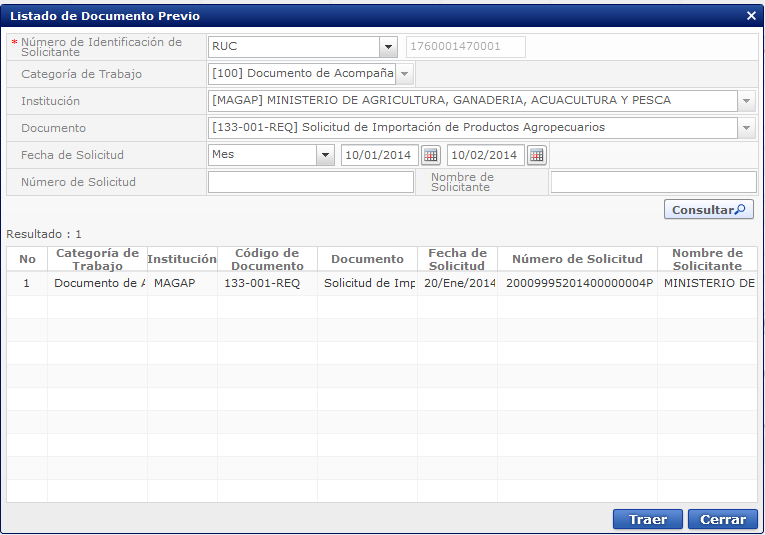 Listado de Documento Previo
* Número de Identificación de
Solicitante
RUC
1760001470001
Categoría de Trabajo
[100] Documento de Acompaña
Institución
[MAGAP] MINISTERIO DE AGRICULTURA, GANADERIA, ACUACULTURA Y PESCA
Documento
[133-001-REQ] Solicitud de Importación de Productos Agropecuarios
Fecha de Solicitud
Mes
10/01/2014
10/02/2014
Número de Solicitud
Nombre de
Solicitante
Consultar
Resultado : 1
No
Categoría de
Trabajo
Institución
Código de
Documento
Documento
Fecha de
Solicitud
Número de Solicitud
Nombre de
Solicitante
1
Documento de A
MAGAP
133-001-REQ
Solicitud de Imp
20/Ene/2014
20009995201400000004P
MINISTERIO DE
Traer
Cerrar